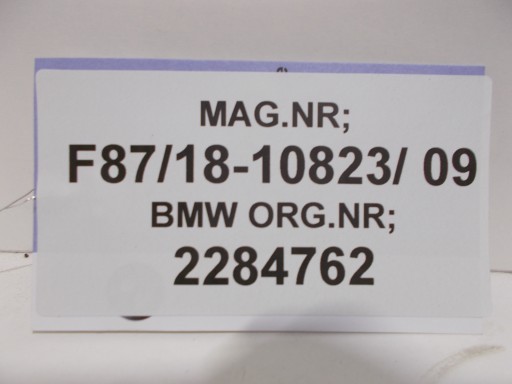 MAG.NR;
F87/18-10823/ 09
BMW ORG.NR;
2284762